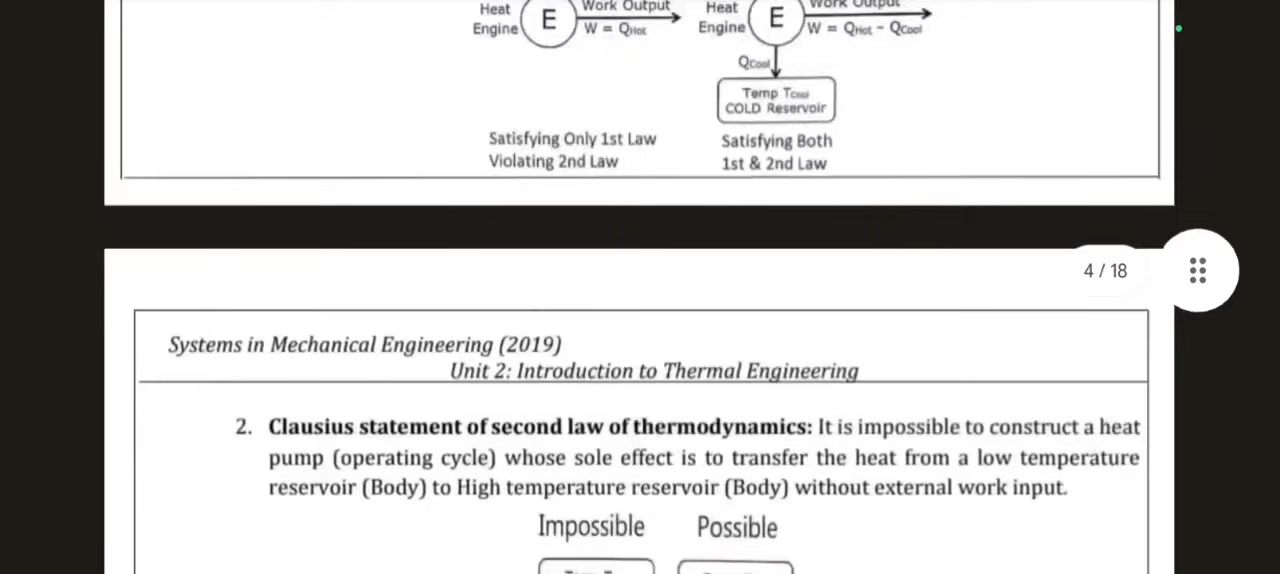 Heat Engine E Work Output W = QHot
Heat Engine E Work Output W = QHot - QCool
QCool
Temp TCool
COLD Reservoir
Satisfying Only 1st Law
Violating 2nd Law
Satisfying Both
1st & 2nd Law
4 / 18
Systems in Mechanical Engineering (2019)
Unit 2: Introduction to Thermal Engineering
2. Clausius statement of second law of thermodynamics: It is impossible to construct a heat
pump (operating cycle) whose sole effect is to transfer the heat from a low temperature
reservoir (Body) to High temperature reservoir (Body) without external work input.
Impossible Possible